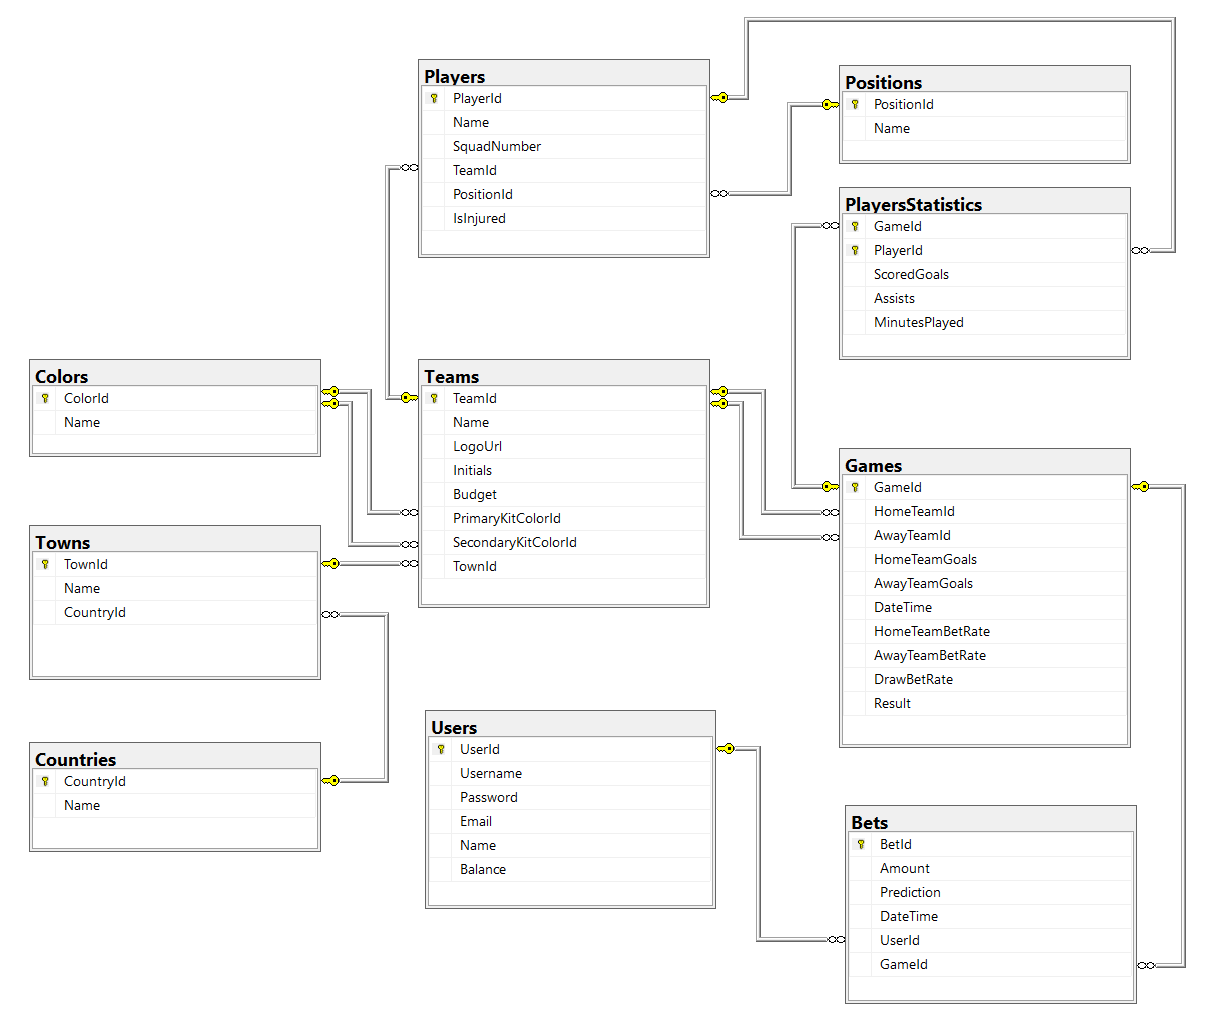 Players
PlayerId
Name
SquadNumber
TeamId
PositionId
IsInjured
Positions
PositionId
Name
PlayersStatistics
GameId
PlayerId
ScoredGoals
Assists
MinutesPlayed
Colors
ColorId
Name
Teams
TeamId
Name
LogoUrl
Initials
Budget
PrimaryKitColorId
SecondaryKitColorId
TownId
Games
GameId
HomeTeamId
AwayTeamId
HomeTeamGoals
AwayTeamGoals
DateTime
HomeTeamBetRate
AwayTeamBetRate
DrawBetRate
Result
Towns
TownId
Name
CountryId
Countries
CountryId
Name
Users
UserId
Username
Password
Email
Name
Balance
Bets
BetId
Amount
Prediction
DateTime
UserId
GameId